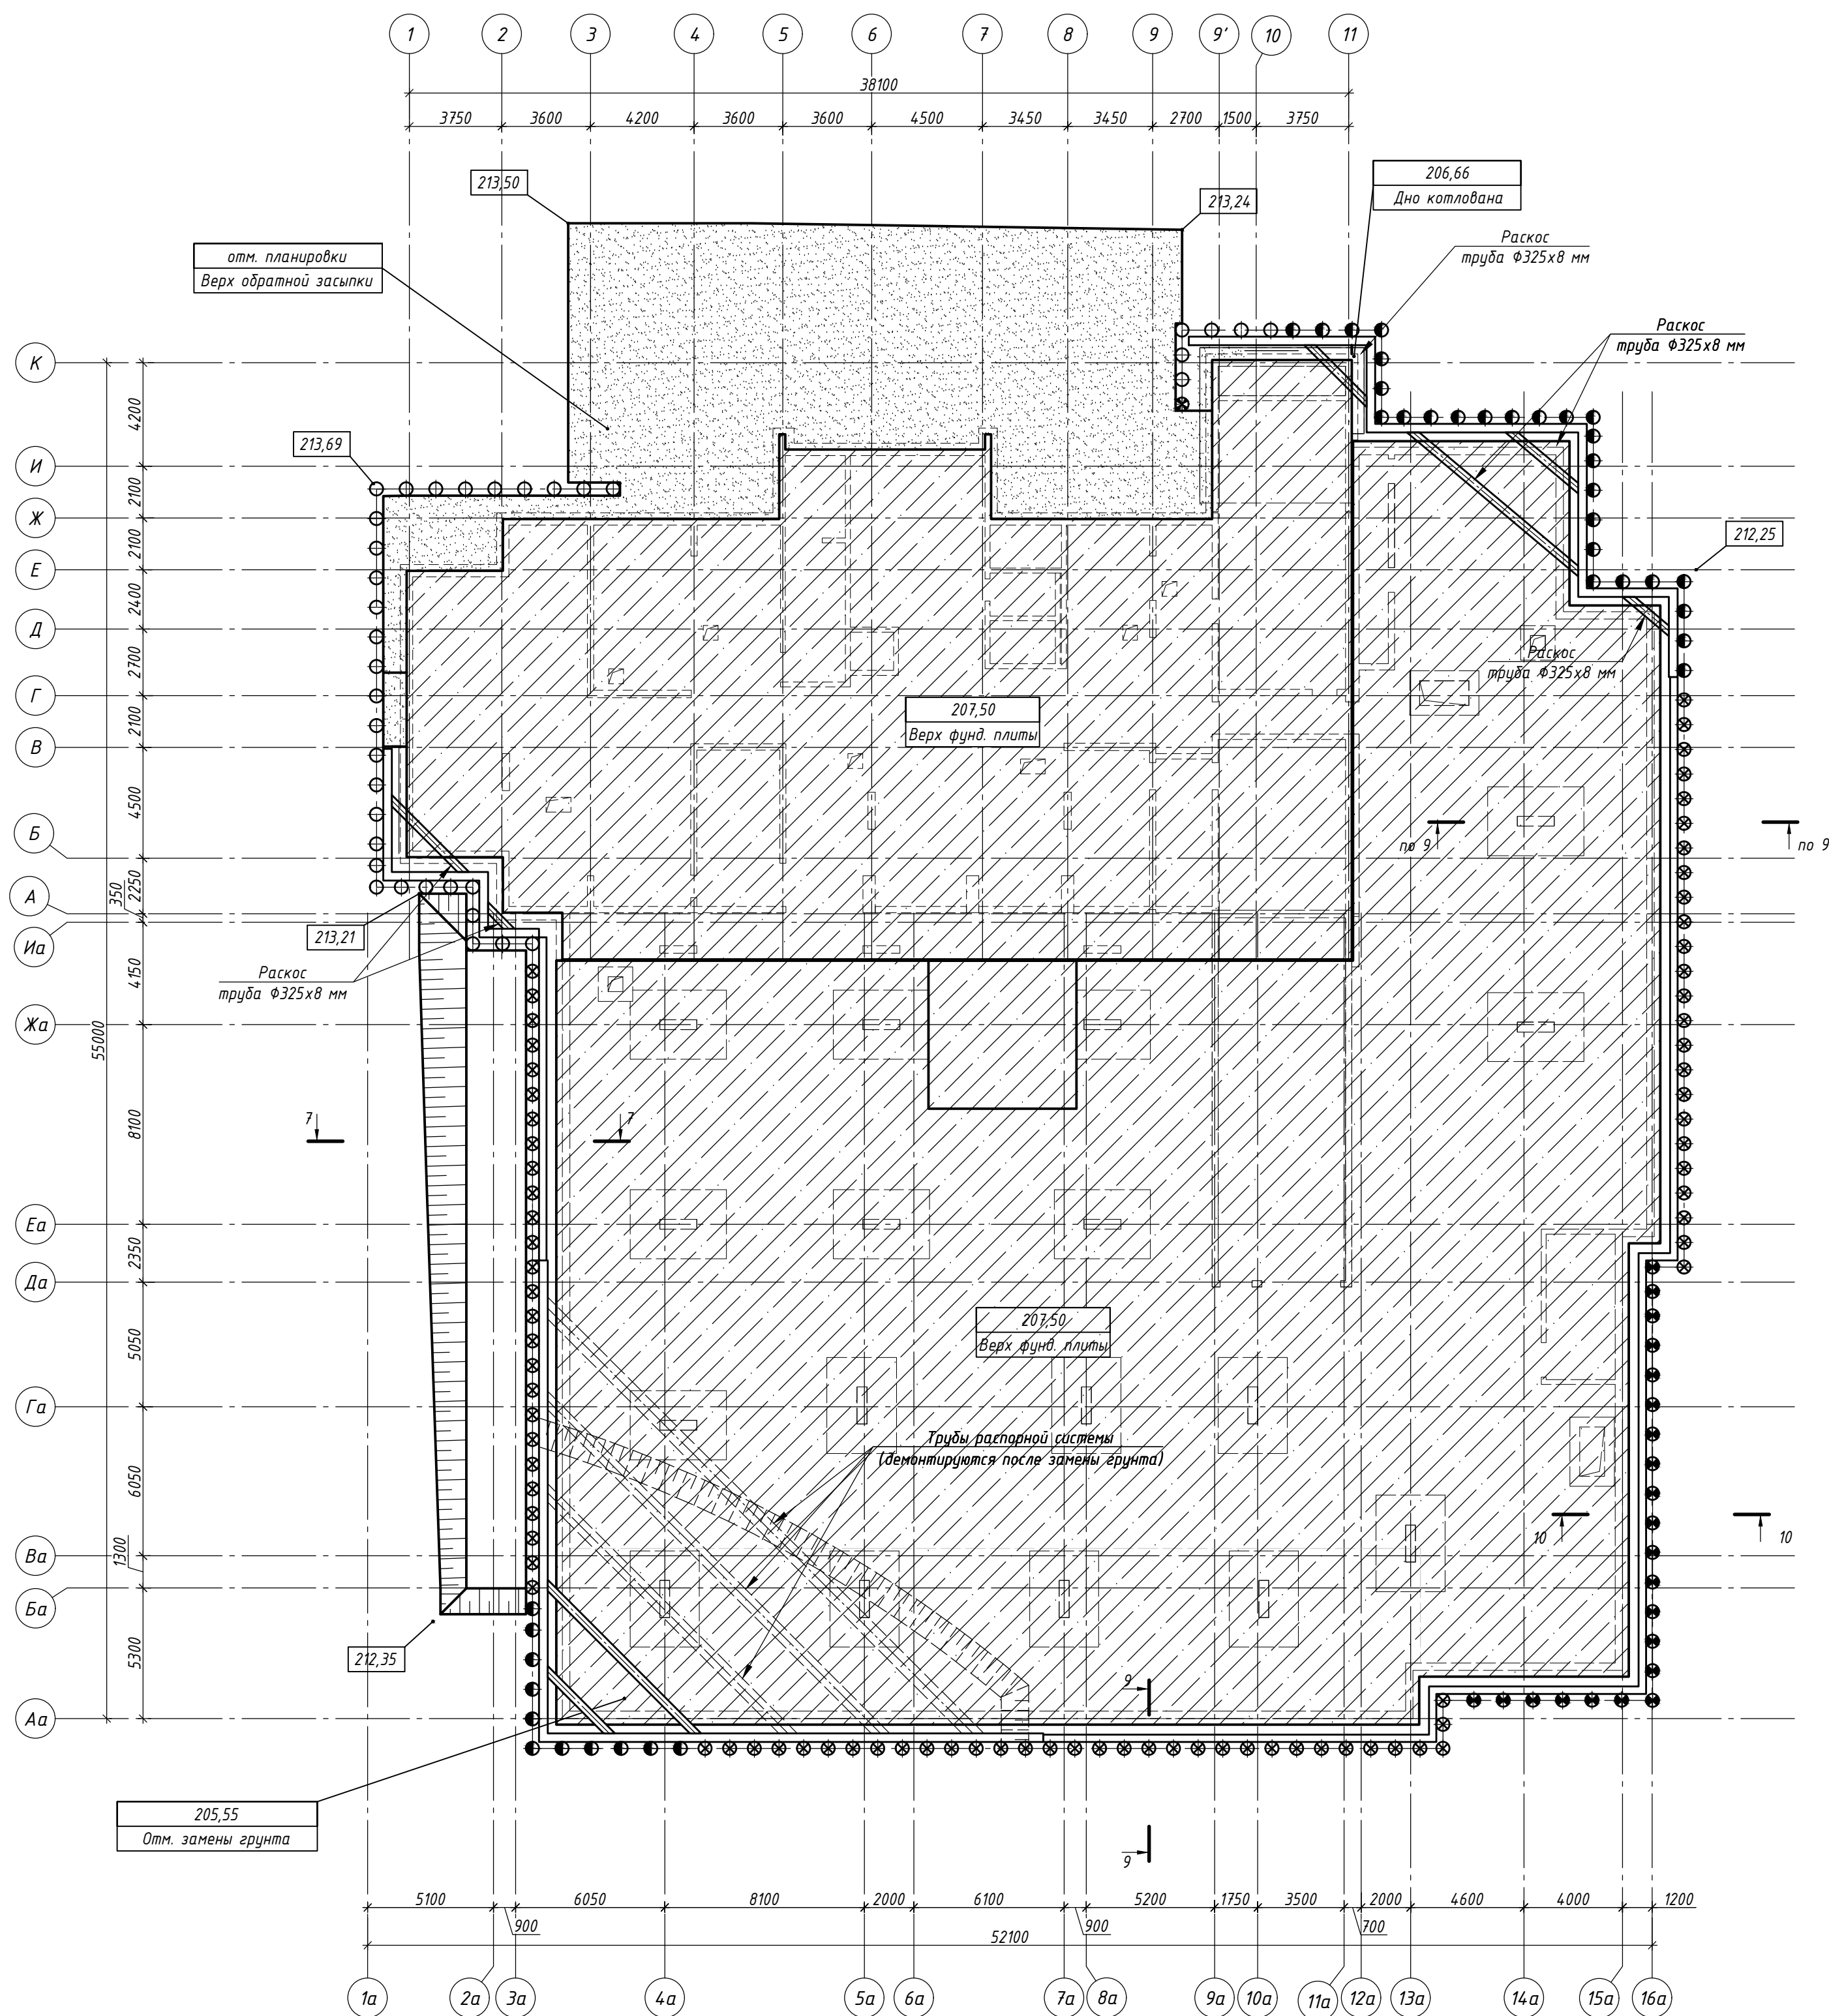 1 2 3 4 5 6 7 8 9 9' 10 11
38100
3750 3600 4200 3600 3600 4500 3450 3450 2700 1500 3750
213,50
213,24
206,66
Дно котлована
Раскос
труба Ф325х8 мм
отм. планировки
Верх обратной засыпки
Раскос
труба Ф325х8 мм
К
4200
213,69
И
2100
Ж
2100
212,25
Е
2400
Д
2700
Раскос
труба Ф325х8 мм
Г
207,50
Верх фунд. плиты
2100
В
4500
по 9
по 9
Б
2250
350
А
213,21
Иа
4150
Раскос
труба Ф325х8 мм
Жа
55000
8100
7
7
Еа
2350
Да
207,50
Верх фунд. плиты
5050
Га
Трубы распорной системы
(демонтируются после замены грунта)
6050
10
10
Ва
1300
Ба
5300
212,35
9
Аа
205,55
Отм. замены грунта
9
5100 6050 8100 2000 6100 5200 1750 3500 2000 4600 4000 1200
900 900 700
52100
1а 2а 3а 4а 5а 6а 7а 8а 9а 10а 11а 12а 13а 14а 15а 16а